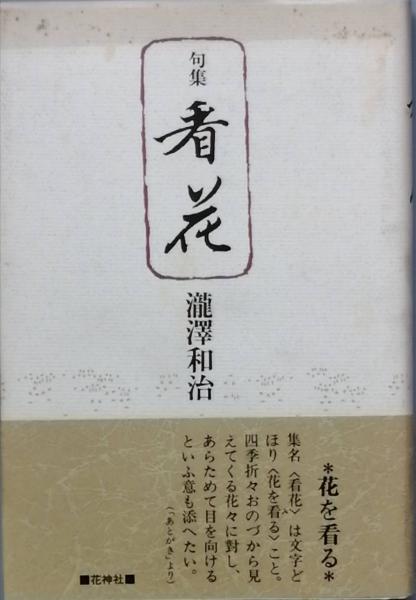 句集
看花
瀧澤和治
＊花を看る＊
集名〈看花〉は文字ど
ほり〈花を看る〉こと。
四季折々おのづから見
えてくる花々に對し、
あらためて目を向ける
といふ意も添へたい。
（「あとがき」より）
■花神社■